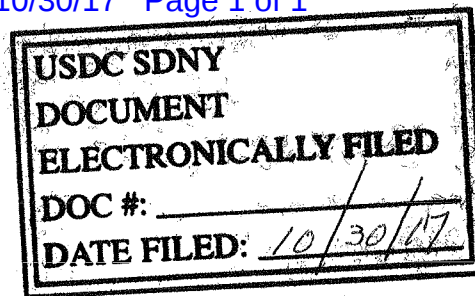 10/30/17 Page 1 of 1
USDC SDNY
DOCUMENT
ELECTRONICALLY FILED
DOC #:
DATE FILED: 10/30/17